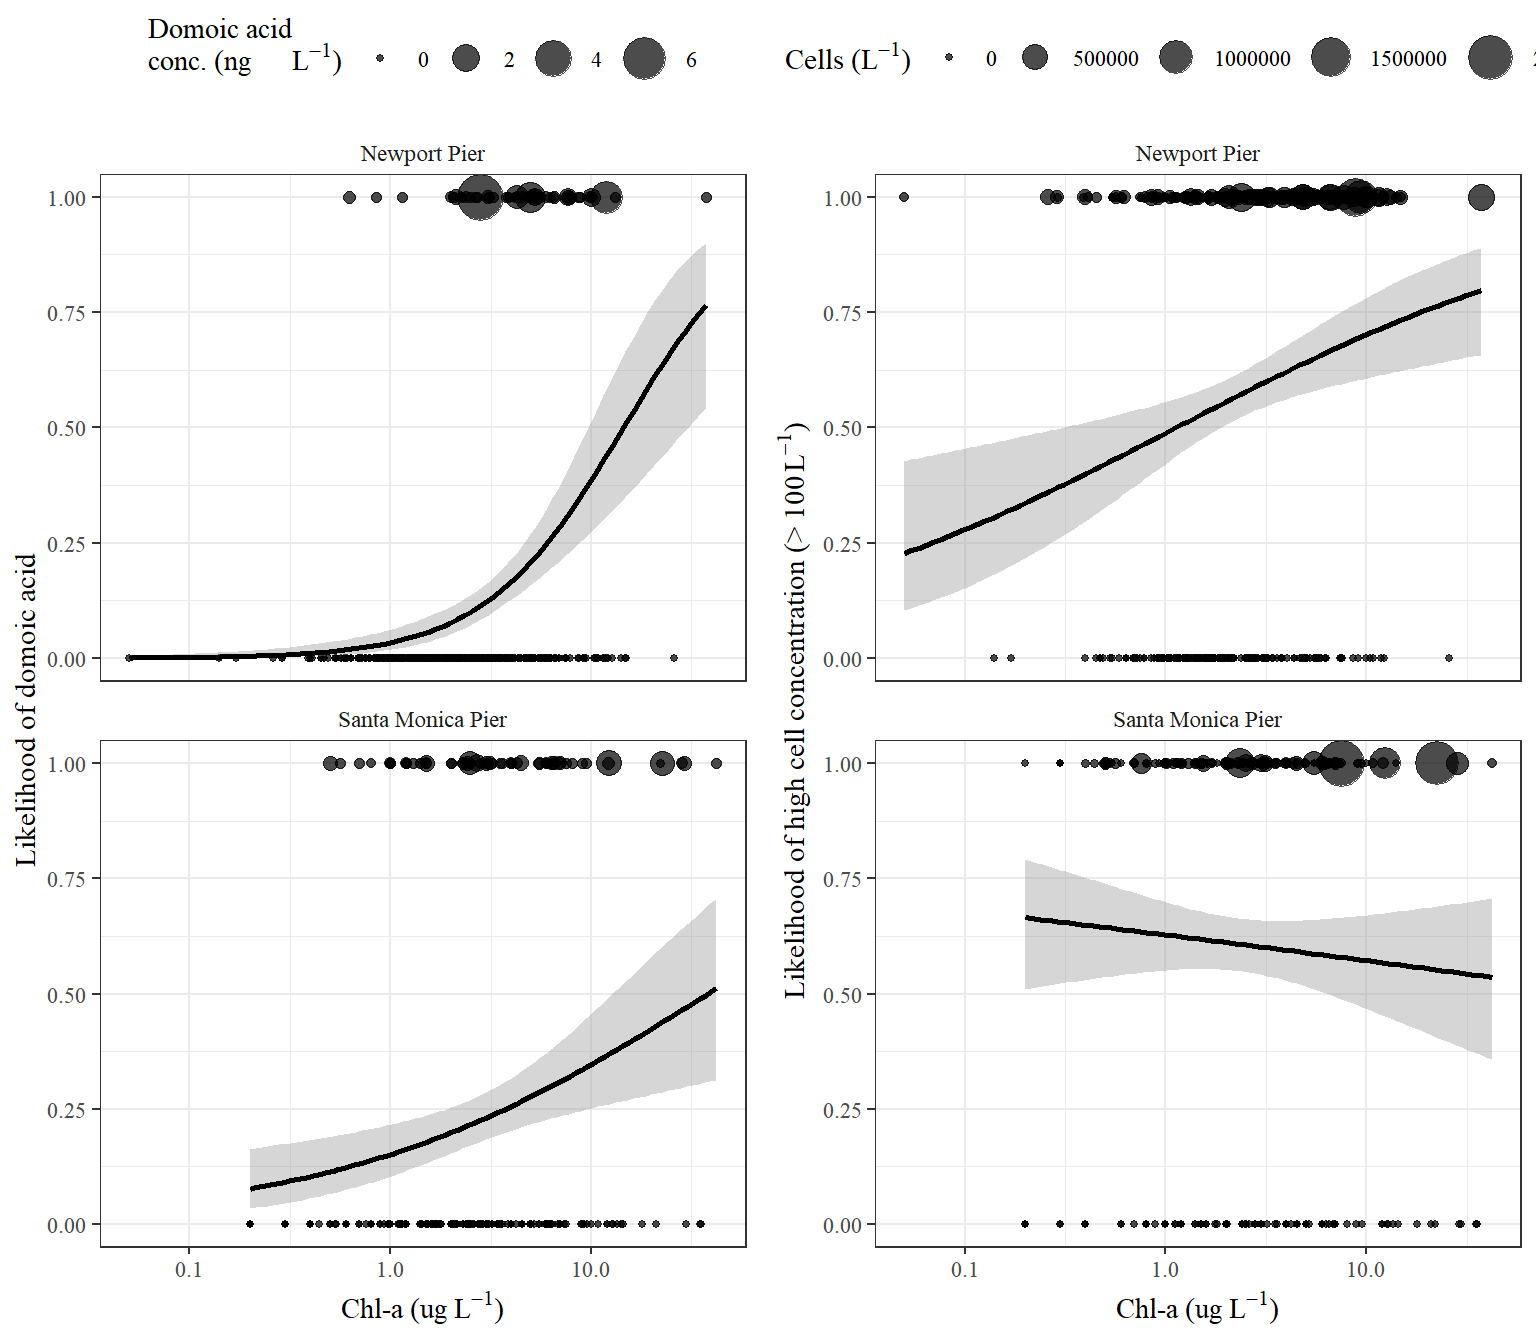 Domoic acid
conc. (ng L⁻¹) 0 2 4 6
Cells (L⁻¹) 0 500000 1000000 1500000
Newport Pier
1.00
0.75
0.50
0.25
0.00
Newport Pier
1.00
0.75
0.50
0.25
0.00
Santa Monica Pier
1.00
0.75
0.50
0.25
0.00
0.1 1.0 10.0
Santa Monica Pier
1.00
0.75
0.50
0.25
0.00
0.1 1.0 10.0
Likelihood of domoic acid
Likelihood of high cell concentration (> 100 L⁻¹)
Chl-a (ug L⁻¹)
Chl-a (ug L⁻¹)